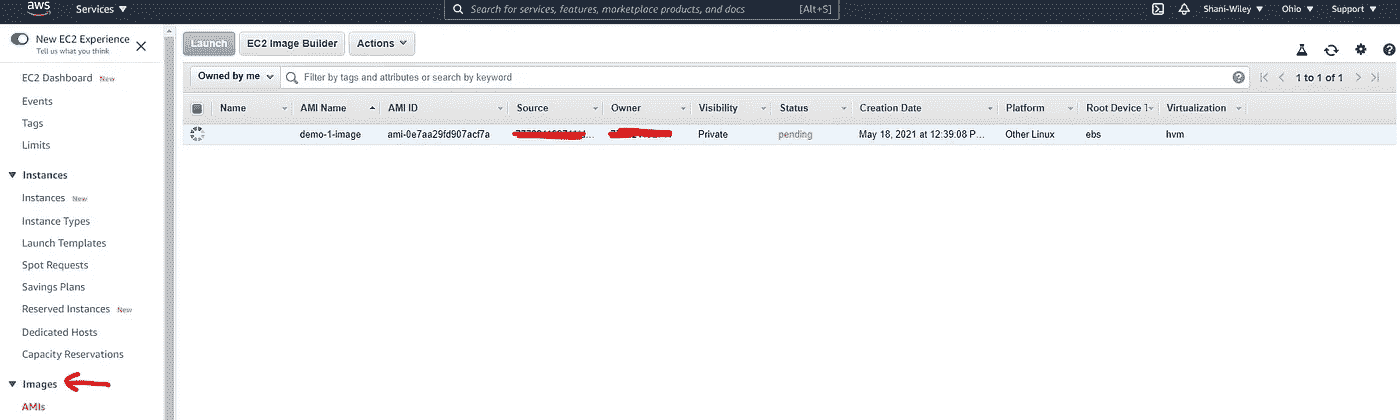 aws Services Search for services, features, marketplace products, and docs [Alt+S] Shani-Wiley Ohio Support
New EC2 Experience
Tell us what you think
EC2 Dashboard New
Events
Tags
Limits
Instances
Instances New
Instance Types
Launch Templates
Spot Requests
Savings Plans
Reserved Instances New
Dedicated Hosts
Capacity Reservations
Images
AMIs
Launch EC2 Image Builder Actions
Owned by me Filter by tags and attributes or search by keyword 1 to 1 of 1
Name AMI Name AMI ID Source Owner Visibility Status Creation Date Platform Root Device Virtualization
demo-1-image ami-0e7aa29fd907acf7a Private pending May 18, 2021 at 12:39:08 P... Other Linux ebs hvm